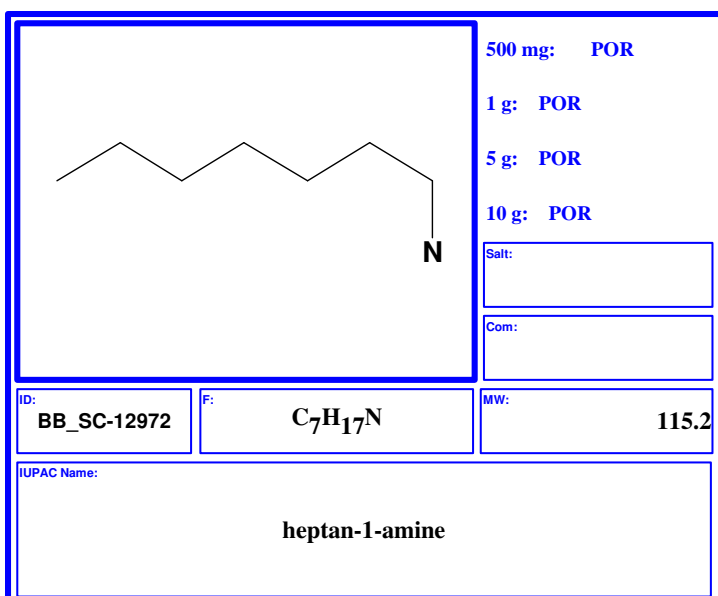 500 mg: POR
1 g: POR
5 g: POR
10 g: POR
N
Salt:
Com:
ID:
BB_SC-12972
F:
C7H17N
MW:
115.2
IUPAC Name:
heptan-1-amine